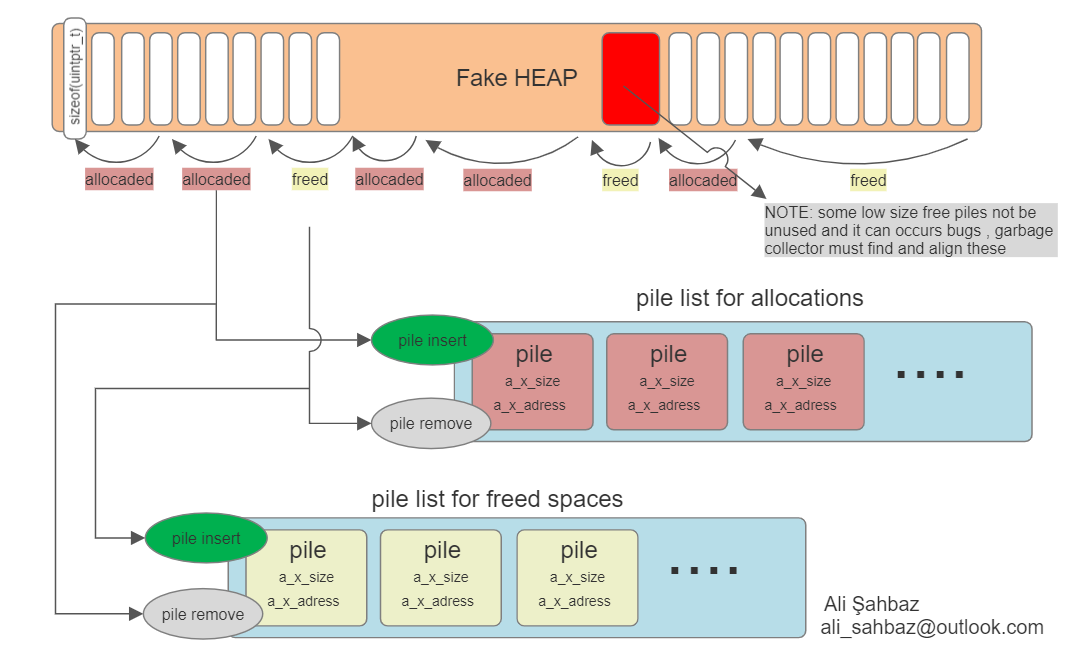 sizeof(uintptr_t)
Fake HEAP
allocaded
allocaded
freed
allocaded
allocaded
freed
allocaded
freed
NOTE: some low size free piles not be
unused and it can occurs bugs , garbage
collector must find and align these
pile list for allocations
pile insert
pile
a_x_size
a_x_adress
pile
a_x_size
a_x_adress
pile
a_x_size
a_x_adress
....
pile remove
pile list for freed spaces
pile insert
pile
a_x_size
a_x_adress
pile
a_x_size
a_x_adress
pile
a_x_size
a_x_adress
....
pile remove
Ali Şahbaz
ali_sahbaz@outlook.com